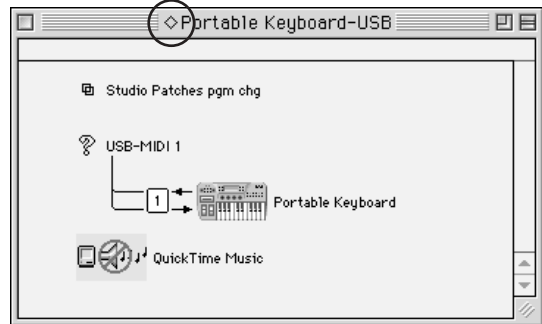 ◇Portable Keyboard-USB
Studio Patches pgm chg
USB-MIDI 1
1
Portable Keyboard
QuickTime Music